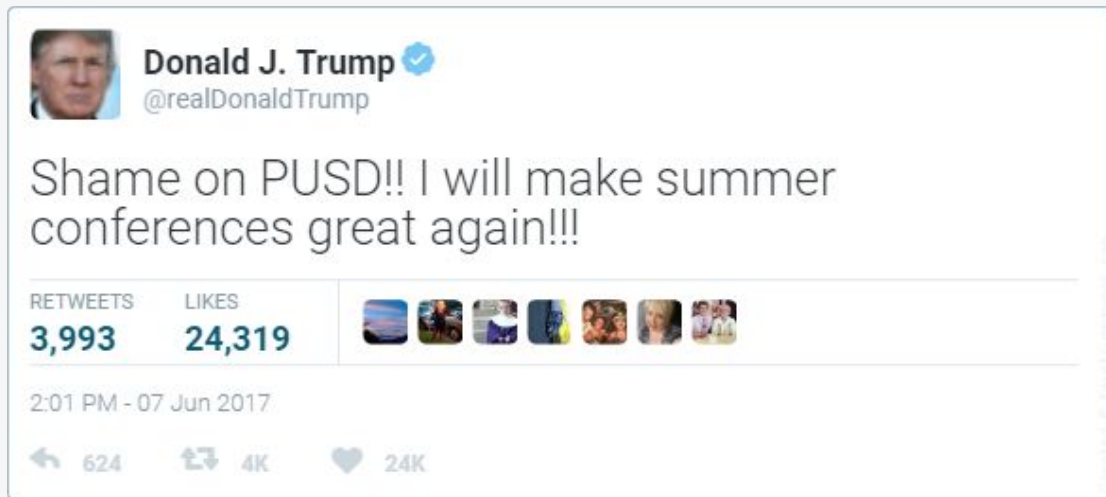 Donald J. Trump
@realDonaldTrump
Shame on PUSD!! I will make summer
conferences great again!!!
RETWEETS LIKES
3,993 24,319
2:01 PM - 07 Jun 2017
624 4K 24K